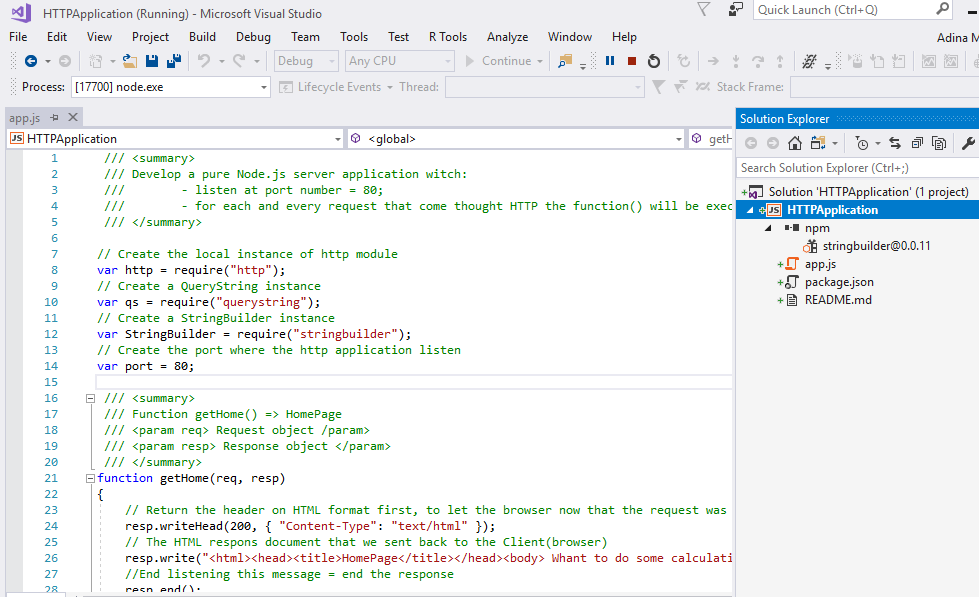 HTTPApplication (Running) - Microsoft Visual Studio
Quick Launch (Ctrl+Q)
File Edit View Project Build Debug Team Tools Test R Tools Analyze Window Help
Adina M
Debug Any CPU Continue
Process: [17700] node.exe Lifecycle Events Thread: Stack Frame:
app.js
JS HTTPApplication <global> getH
1 /// <summary>
2 /// Develop a pure Node.js server application witch:
3 /// - listen at port number = 80;
4 /// - for each and every request that come thought HTTP the function() will be exec
5 /// </summary>
6
7 // Create the local instance of http module
8 var http = require("http");
9 // Create a QueryString instance
10 var qs = require("querystring");
11 // Create a StringBuilder instance
12 var StringBuilder = require("stringbuilder");
13 // Create the port where the http application listen
14 var port = 80;
15
16 /// <summary>
17 /// Function getHome() => HomePage
18 /// <param req> Request object /param>
19 /// <param resp> Response object </param>
20 /// </summary>
21 function getHome(req, resp)
22 {
23 // Return the header on HTML format first, to let the browser now that the request was
24 resp.writeHead(200, { "Content-Type": "text/html" });
25 // The HTML respons document that we sent back to the Client(browser)
26 resp.write("<html><head><title>HomePage</title></head><body> Whant to do some calculati
27 //End listening this message = end the response
28 resp.end();
Solution Explorer
Search Solution Explorer (Ctrl+;)
Solution 'HTTPApplication' (1 project)
JS HTTPApplication
npm
stringbuilder@0.0.11
app.js
package.json
README.md